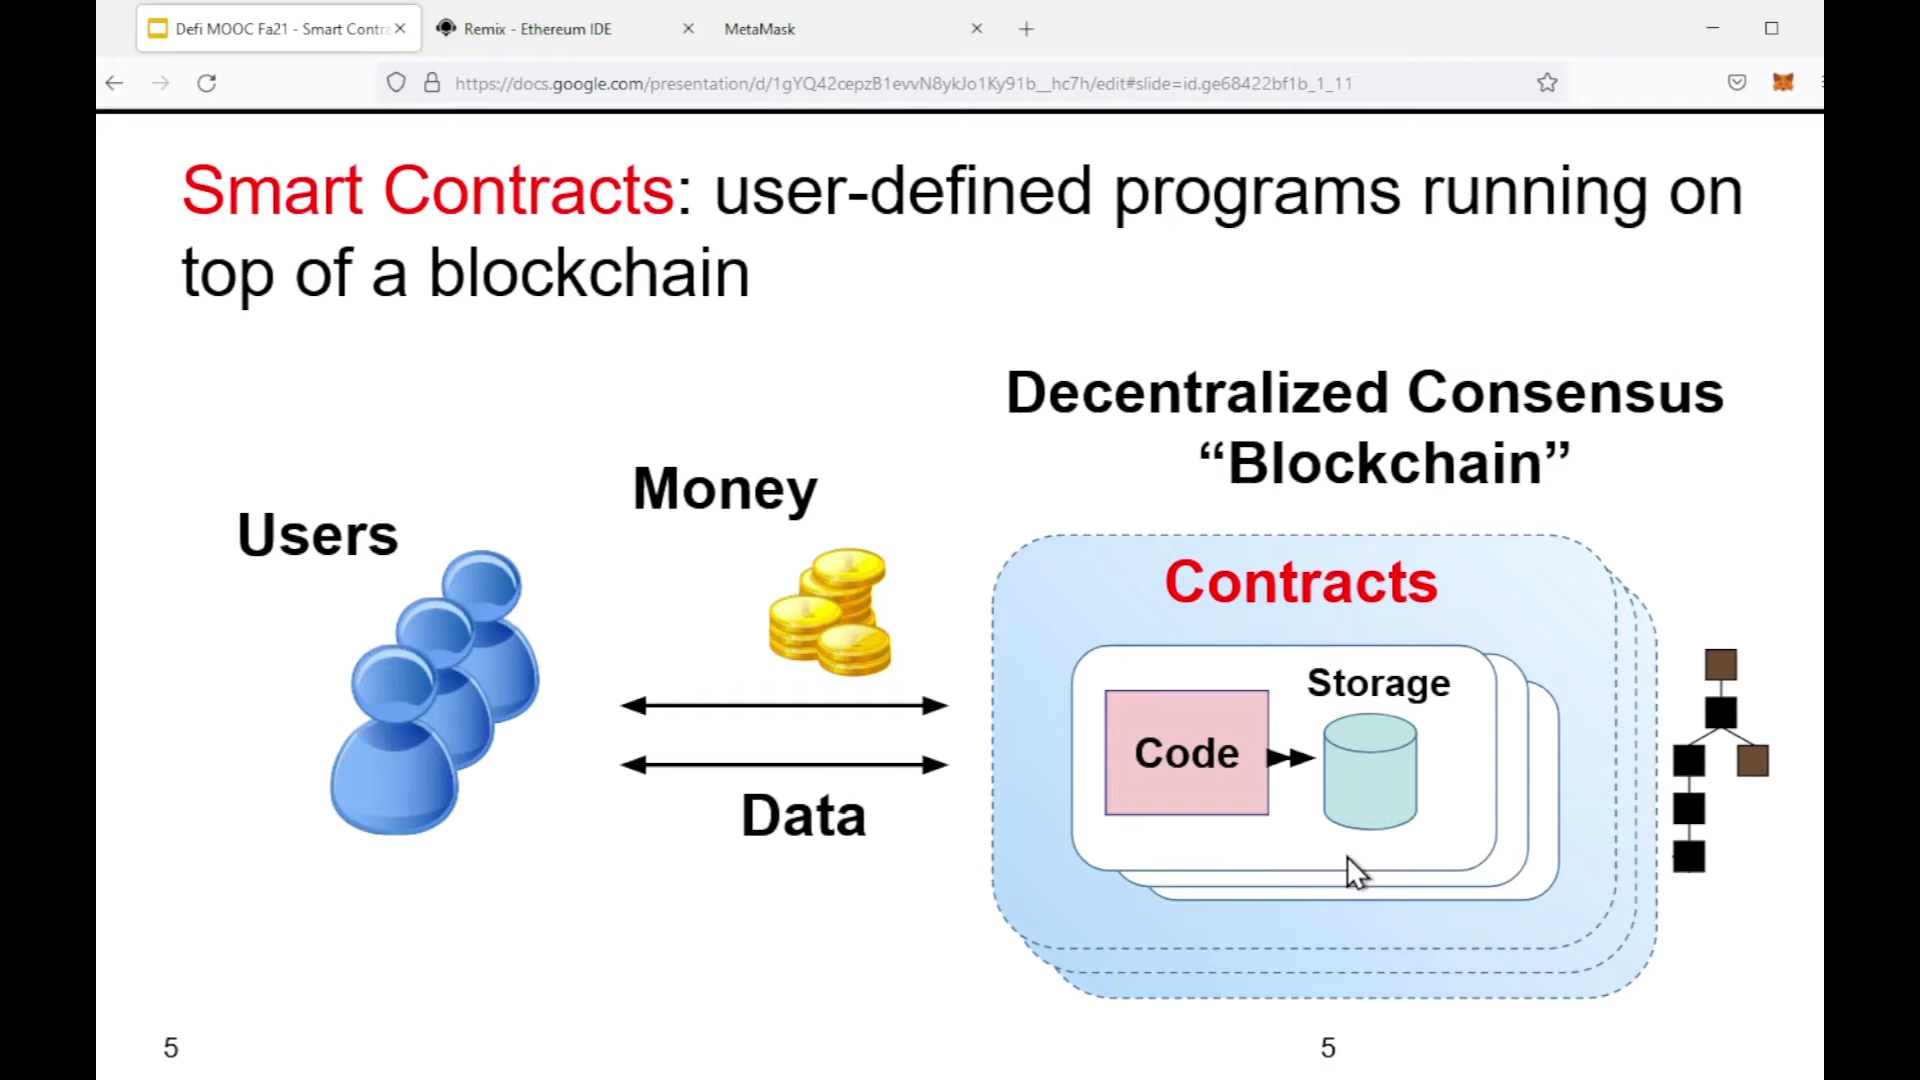 Defi MOOC Fa21 - Smart Contra
Remix - Ethereum IDE
MetaMask
https://docs.google.com/presentation/d/1gYQ42cepzB1evvN8ykJo1Ky91b__hc7h/edit#slide=id.ge68422bf1b_1_11
Smart Contracts: user-defined programs running on
top of a blockchain
Decentralized Consensus
“Blockchain”
Money
Users
Contracts
Storage
Code
Data
5
5